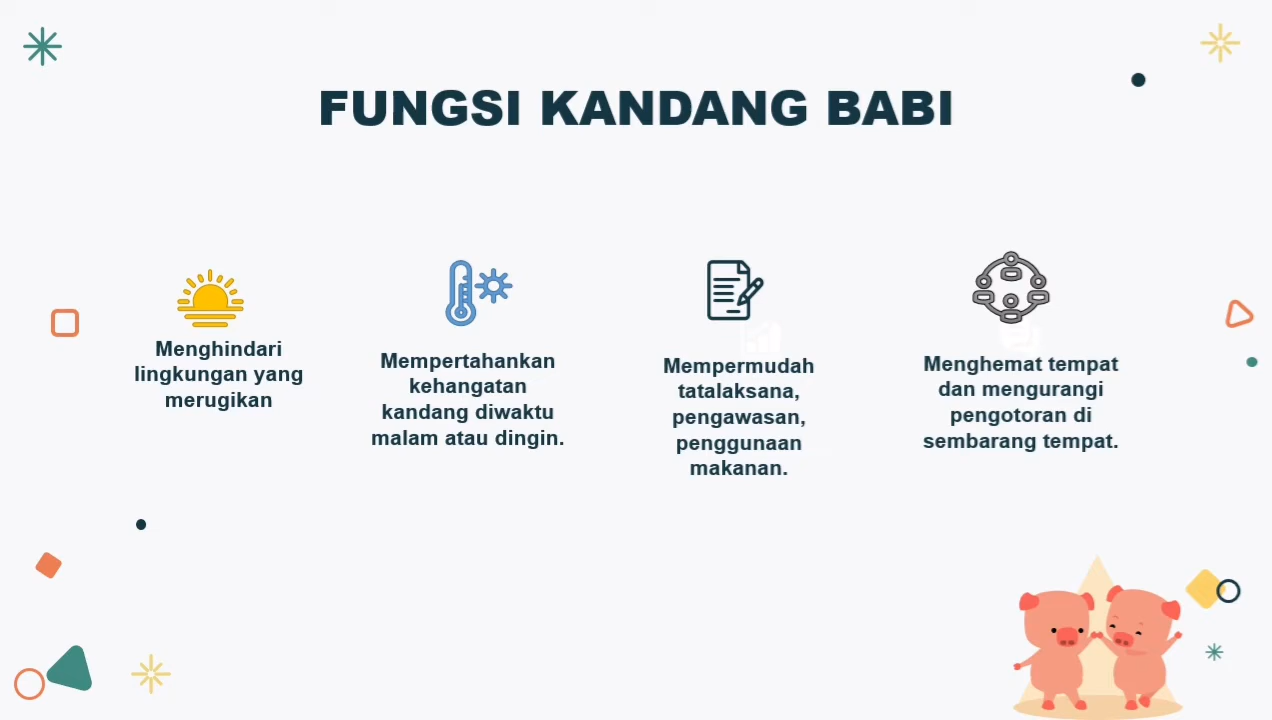 FUNGSI KANDANG BABI
Menghindari
lingkungan yang
merugikan
Mempertahankan
kehangatan
kandang diwaktu
malam atau dingin.
Mempermudah
tatalaksana,
pengawasan,
penggunaan
makanan.
Menghemat tempat
dan mengurangi
pengotoran di
sembarang tempat.